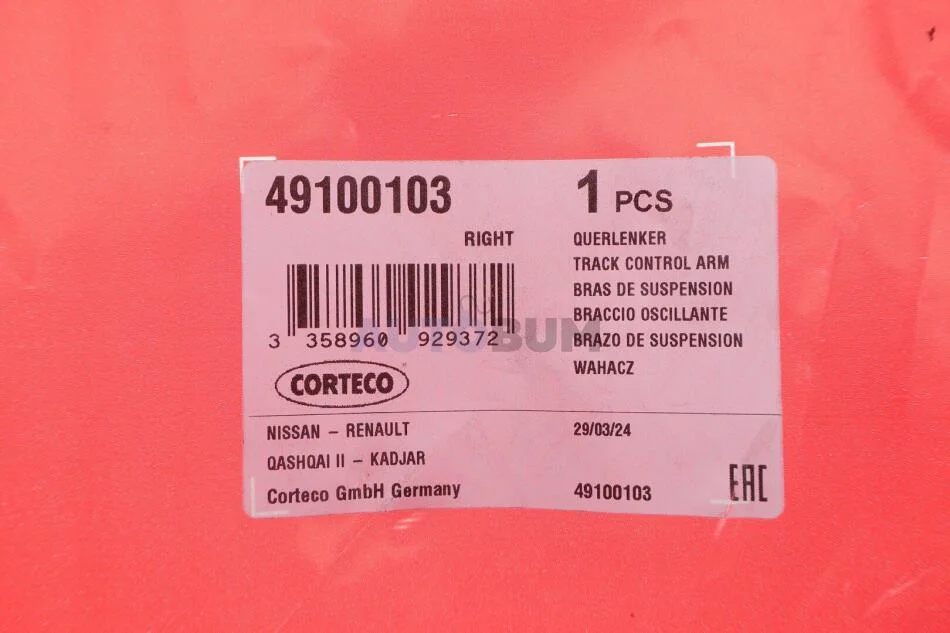 49100103
1 PCS
RIGHT
QUERLENKER
TRACK CONTROL ARM
BRAS DE SUSPENSION
BRACCIO OSCILLANTE
BRAZO DE SUSPENSION
WAHACZ
3 358960 929372
AUTOBUM
CORTECO
NISSAN – RENAULT
29/03/24
QASHQAI II – KADJAR
Corteco GmbH Germany
49100103
EAC